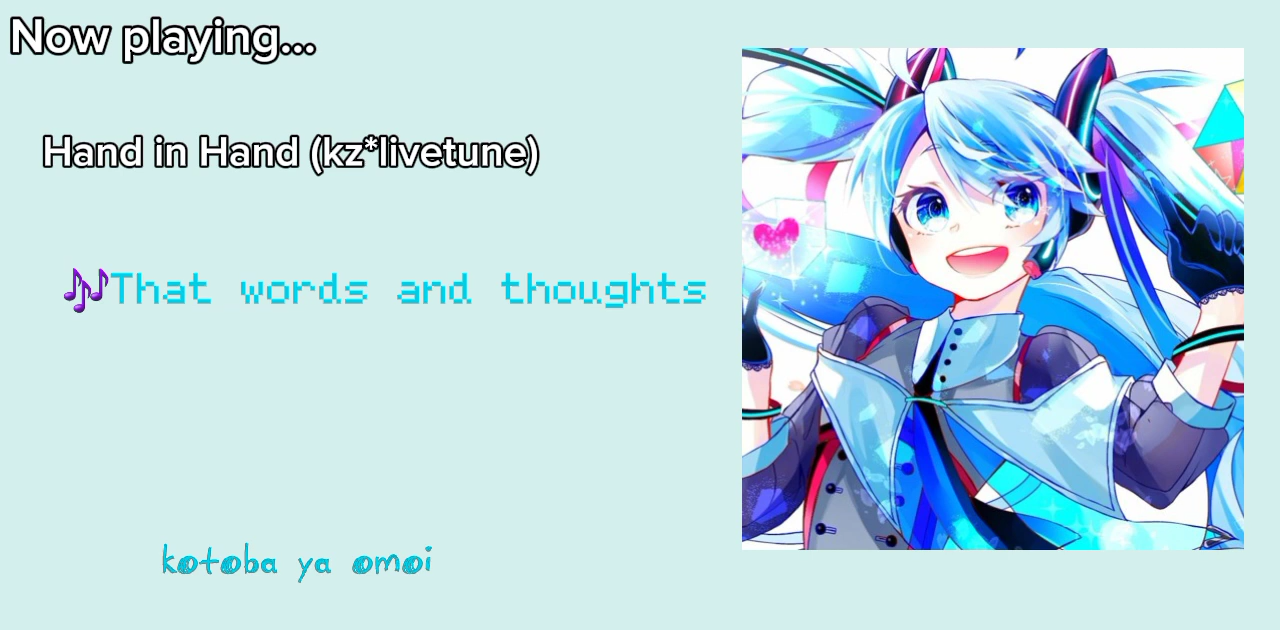 Now playing...
Hand in Hand (kz*livetune)
🎶That words and thoughts
kotoba ya omoi